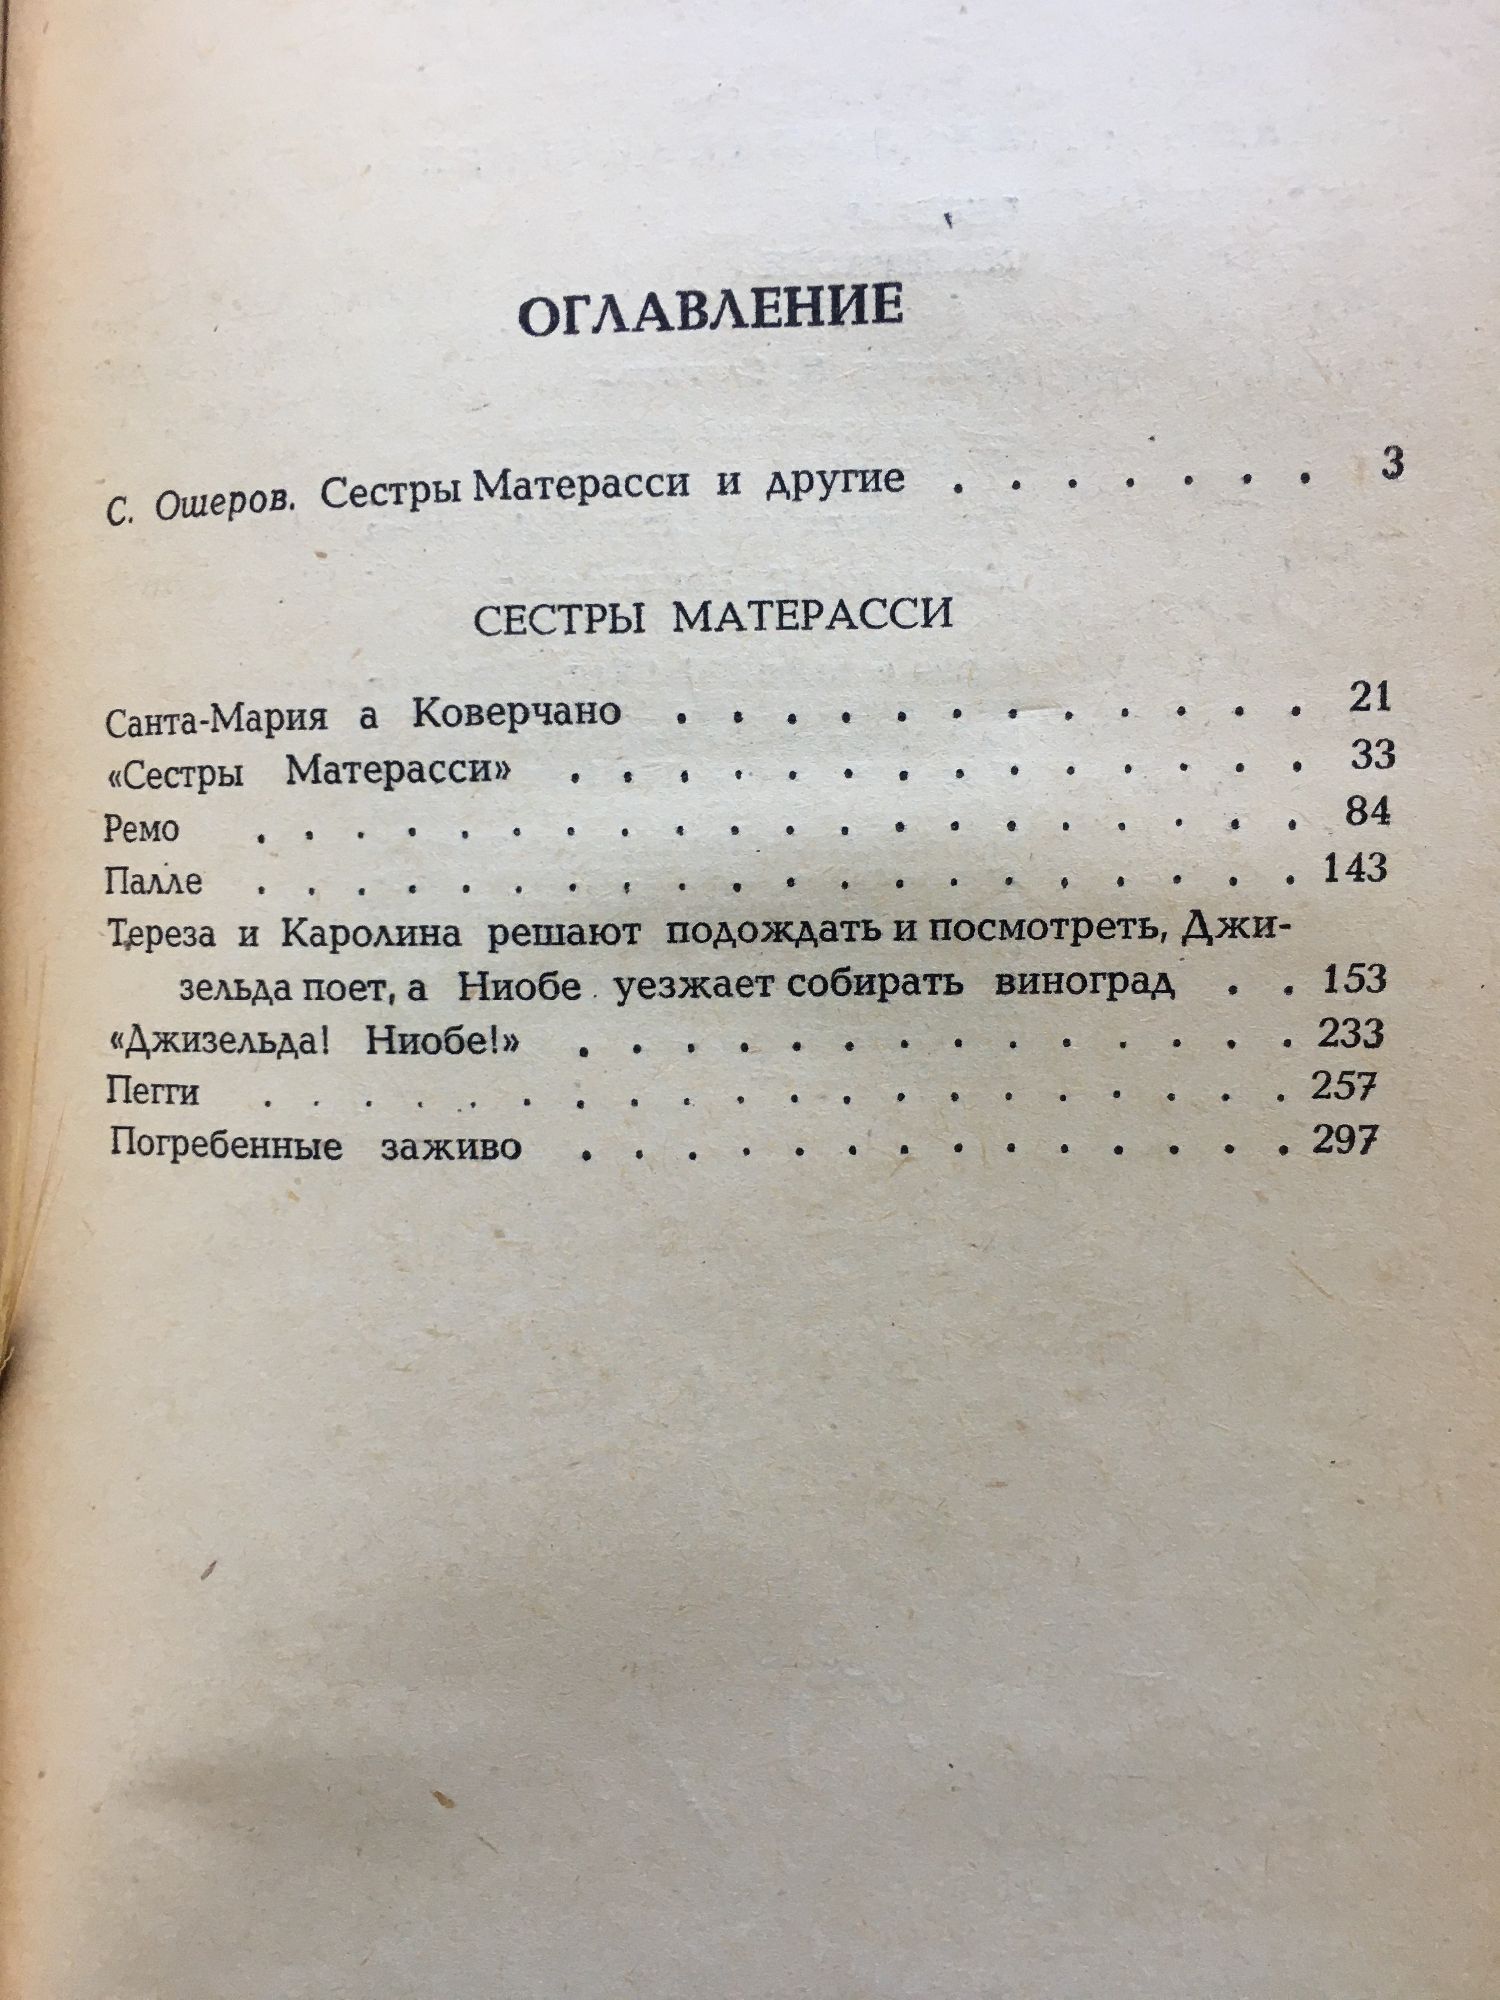 ОГЛАВЛЕНИЕ
С. Ошеров. Сестры Матерасси и другие . . . . . . . 3
СЕСТРЫ МАТЕРАССИ
Санта-Мария а Коверчано . . . . . . . . . . . . 21
«Сестры Матерасси» . . . . . . . . . . . . . . 33
Ремо . . . . . . . . . . . . . . . . . . . . 84
Палле . . . . . . . . . . . . . . . . . . . . 143
Тереза и Каролина решают подождать и посмотреть, Джи-
зельда поет, а Ниобе уезжает собирать виноград . . 153
«Джизельда! Ниобе!» . . . . . . . . . . . . . . 233
Пегги . . . . . . . . . . . . . . . . . . . . 257
Погребенные заживо . . . . . . . . . . . . . . 297